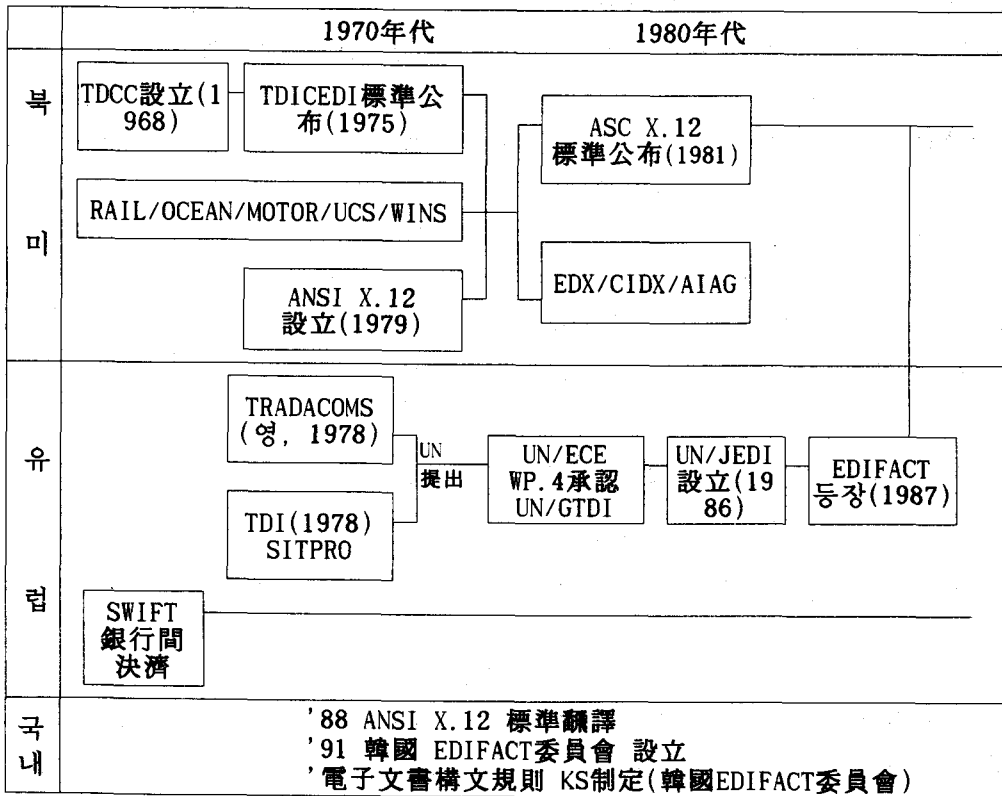 1970年代
1980年代
북미
TDCC設立(1
968)
TDICEDI標準公
布(1975)
RAIL/OCEAN/MOTOR/UCS/WINS
ANSI X.12
設立(1979)
ASC X.12
標準公布(1981)
EDX/CIDX/AIAG
유럽
TRADACOMS
(영, 1978)
TDI(1978)
SITPRO
UN
提出
UN/ECE
WP.4承認
UN/GTDI
UN/JEDI
設立(19
86)
EDIFACT
등장(1987)
SWIFT
銀行間
決濟
국내
'88 ANSI X.12 標準飜譯
'91 韓國 EDIFACT委員會 設立
'電子文書構文規則 KS制定(韓國EDIFACT委員會)